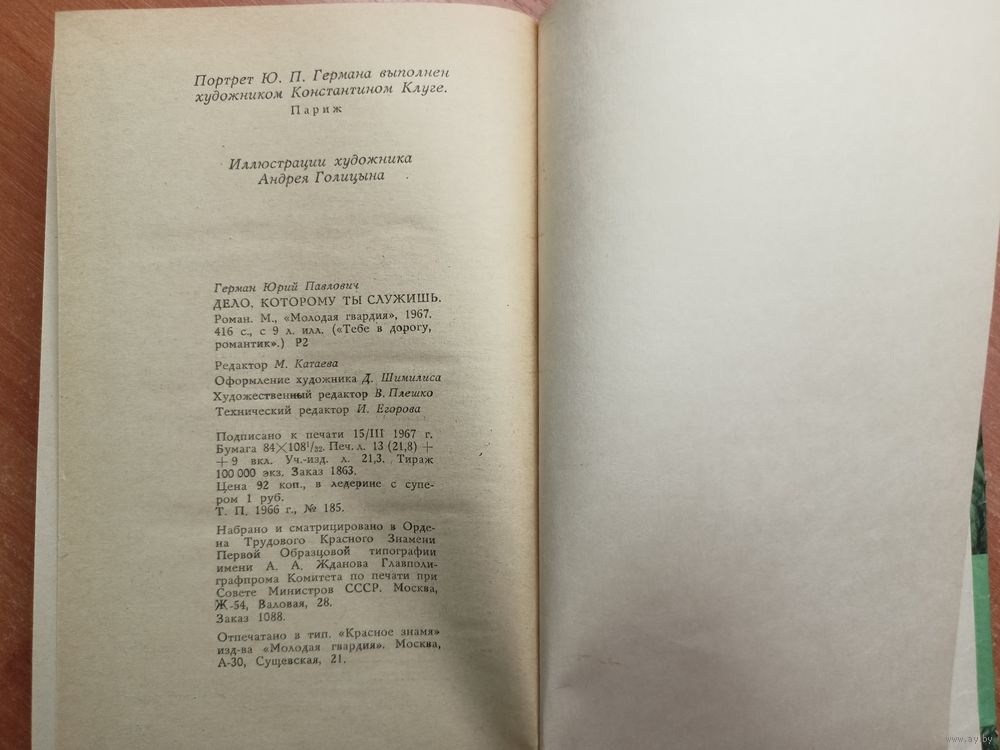 Портрет Ю. П. Германа выполнен
художником Константином Клуге.
Париж
Иллюстрации художника
Андрея Голицына
Герман Юрий Павлович
ДЕЛО, КОТОРОМУ ТЫ СЛУЖИШЬ.
Роман. М., «Молодая гвардия», 1967.
416 с., с 9 л. илл. («Тебе в дорогу,
романтик».) Р2
Редактор М. Катаева
Оформление художника Д. Шимилиса
Художественный редактор В. Плешко
Технический редактор И. Егорова
Подписано к печати 15/III 1967 г.
Бумага 84×108¹/₃₂. Печ. л. 13 (21,8) +
+ 9 вкл. Уч.-изд. л. 21,3. Тираж
100 000 экз. Заказ 1863.
Цена 92 коп., в ледерине с супе-
ром 1 руб.
Т. П. 1966 г., № 185.
Набрано и сматрицировано в Орде-
на Трудового Красного Знамени
Первой Образцовой типографии
имени А. А. Жданова Главполи-
графпрома Комитета по печати при
Совете Министров СССР. Москва,
Ж-54, Валовая, 28.
Заказ 1088.
Отпечатано в тип. «Красное знамя»
изд-ва «Молодая гвардия». Москва,
А-30, Сущевская, 21.
www.ay.by